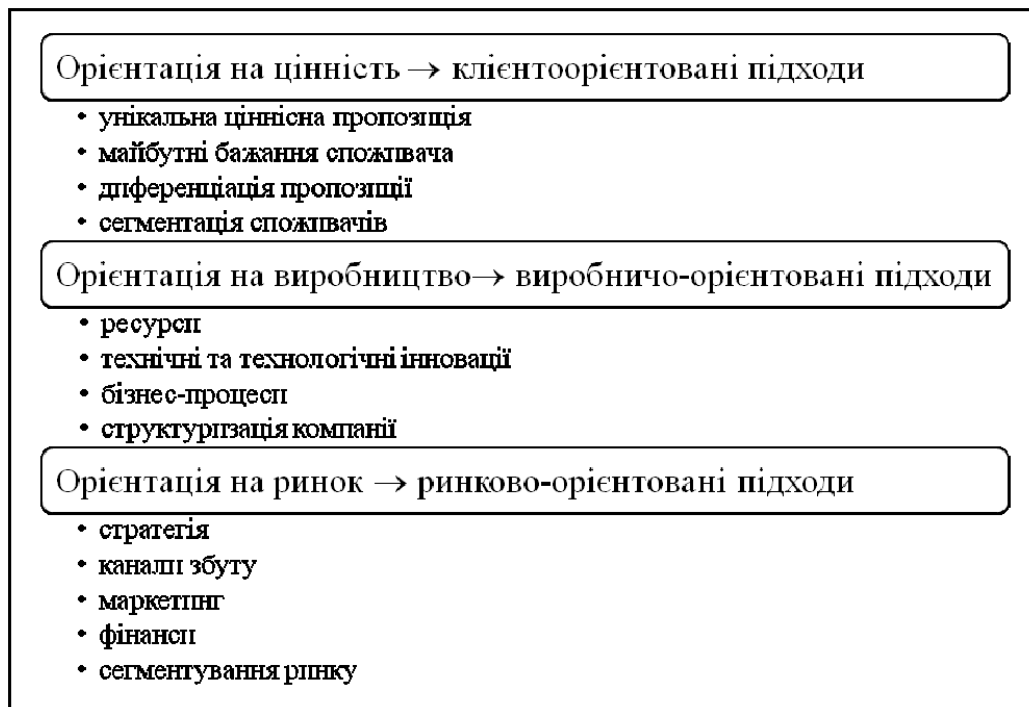 Орієнтація на цінність → клієнтоорієнтовані підходи
• унікальна ціннісна пропозиція
• майбутні бажання споживача
• диференціація пропозиції
• сегментація споживачів
Орієнтація на виробництво→ виробничо-орієнтовані підходи
• ресурси
• технічні та технологічні інновації
• бізнес-процеси
• структуризація компанії
Орієнтація на ринок → ринково-орієнтовані підходи
• стратегія
• канали збуту
• маркетинг
• фінанси
• сегментування ринку